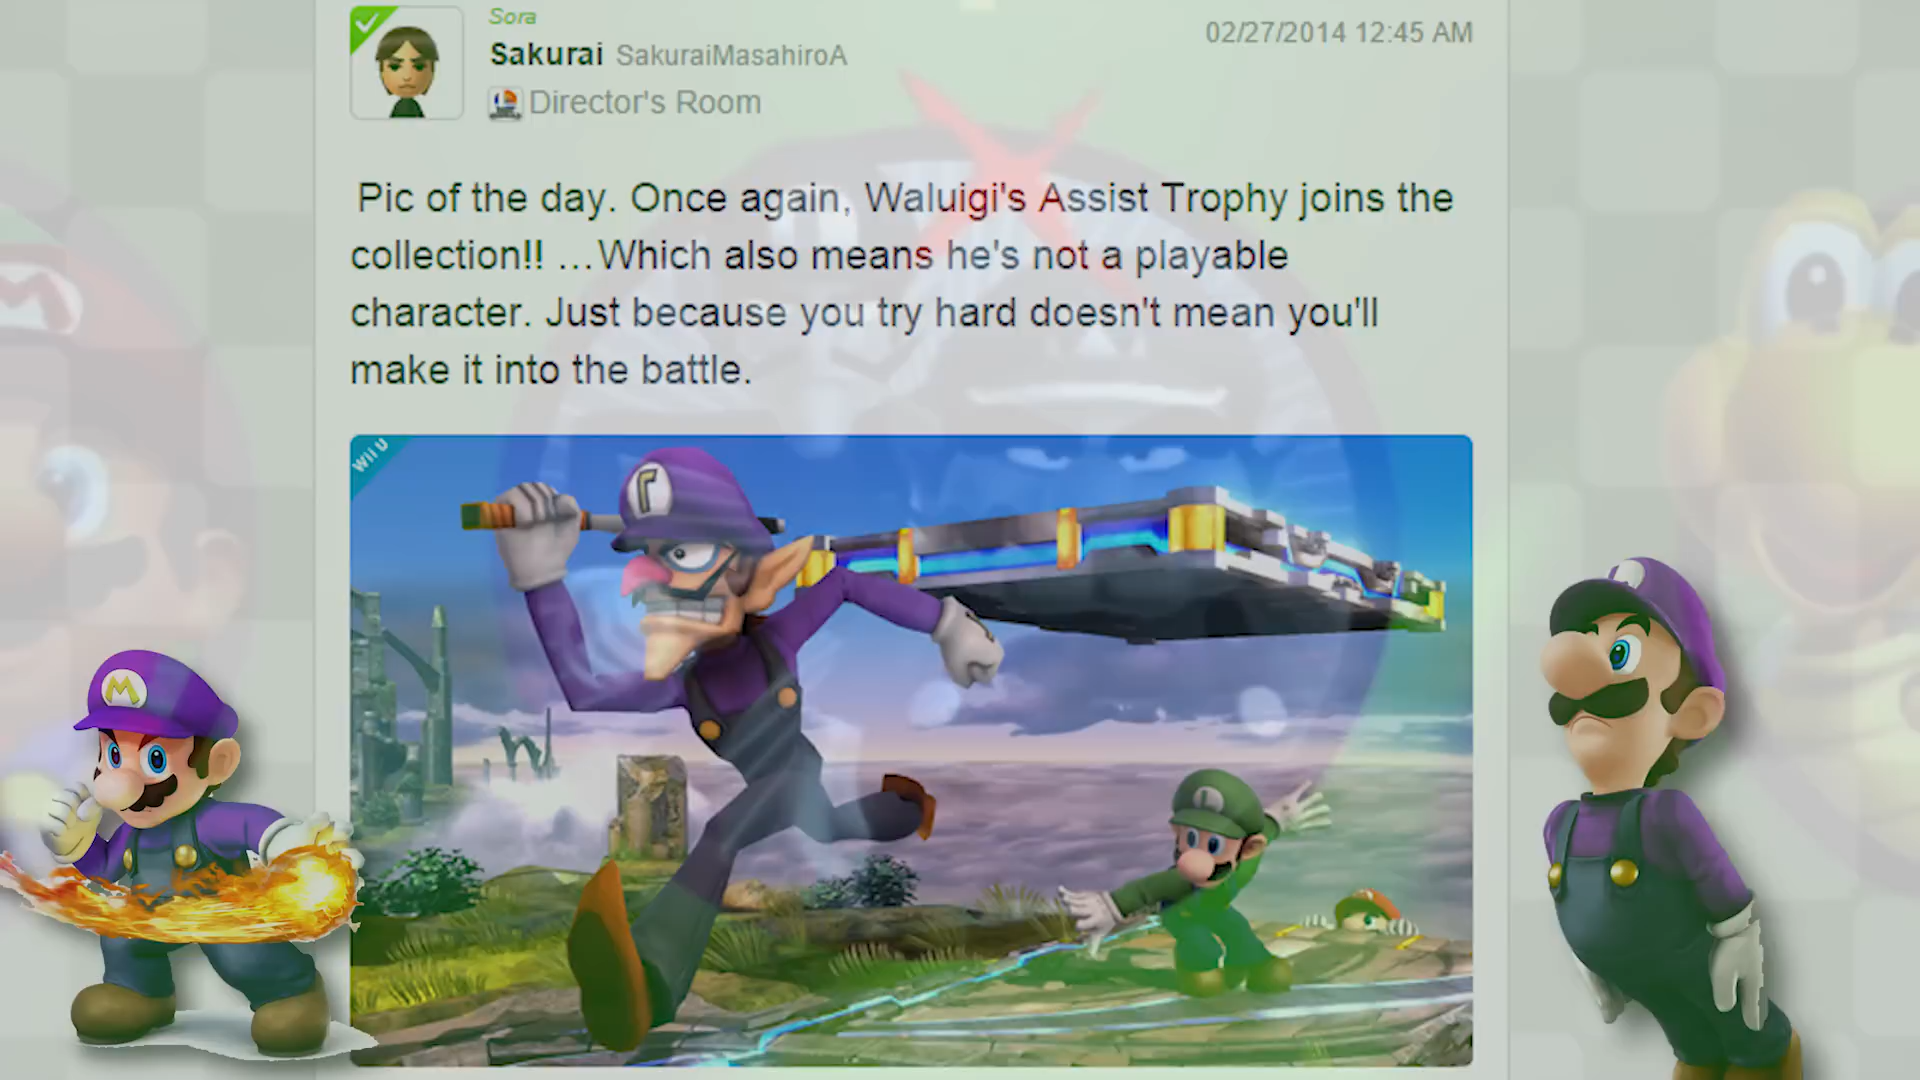 Sora
Sakurai SakuraiMasahiroA
02/27/2014 12:45 AM
Director's Room
Pic of the day. Once again, Waluigi's Assist Trophy joins the
collection!! ...Which also means he's not a playable
character. Just because you try hard doesn't mean you'll
make it into the battle.
Wii U